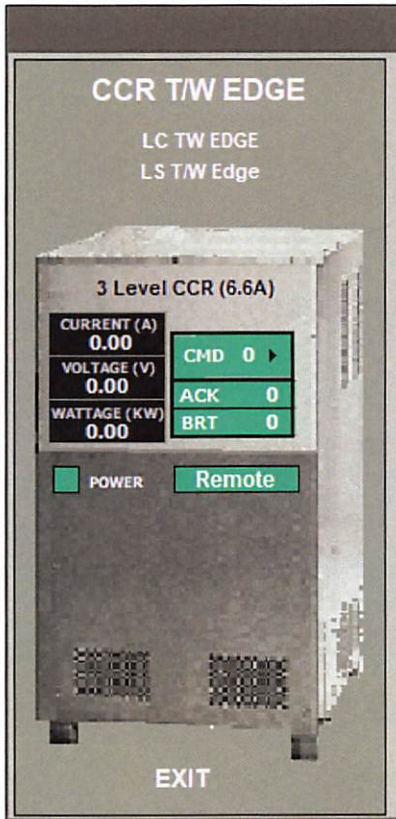 CCR T/W EDGE
LC TW EDGE
LS T/W Edge
3 Level CCR (6.6A)
CURRENT (A)
0.00
VOLTAGE (V)
0.00
WATTAGE (KW)
0.00
CMD 0
ACK 0
BRT 0
POWER
Remote
EXIT